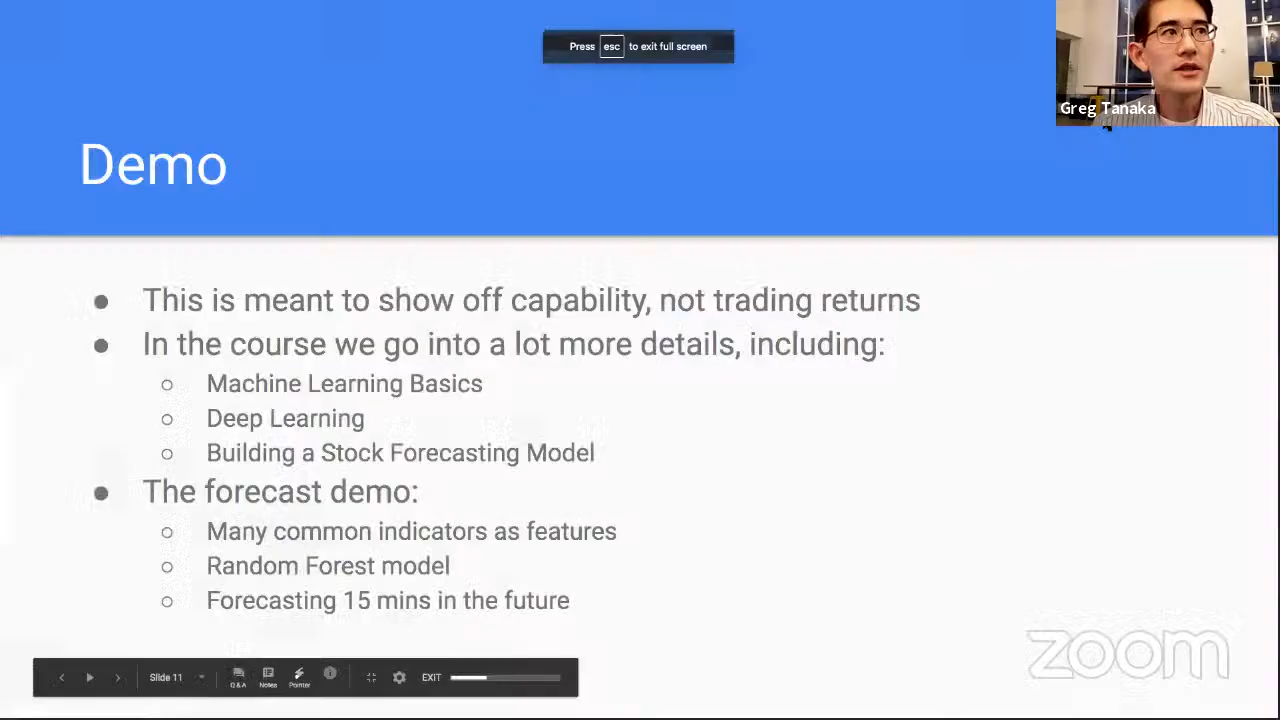 Press esc to exit full screen
Greg Tanaka
Demo
This is meant to show off capability, not trading returns
In the course we go into a lot more details, including:
Machine Learning Basics
Deep Learning
Building a Stock Forecasting Model
The forecast demo:
Many common indicators as features
Random Forest model
Forecasting 15 mins in the future
zoom
Slide 11
Q&A
Notes
Pointer
EXIT